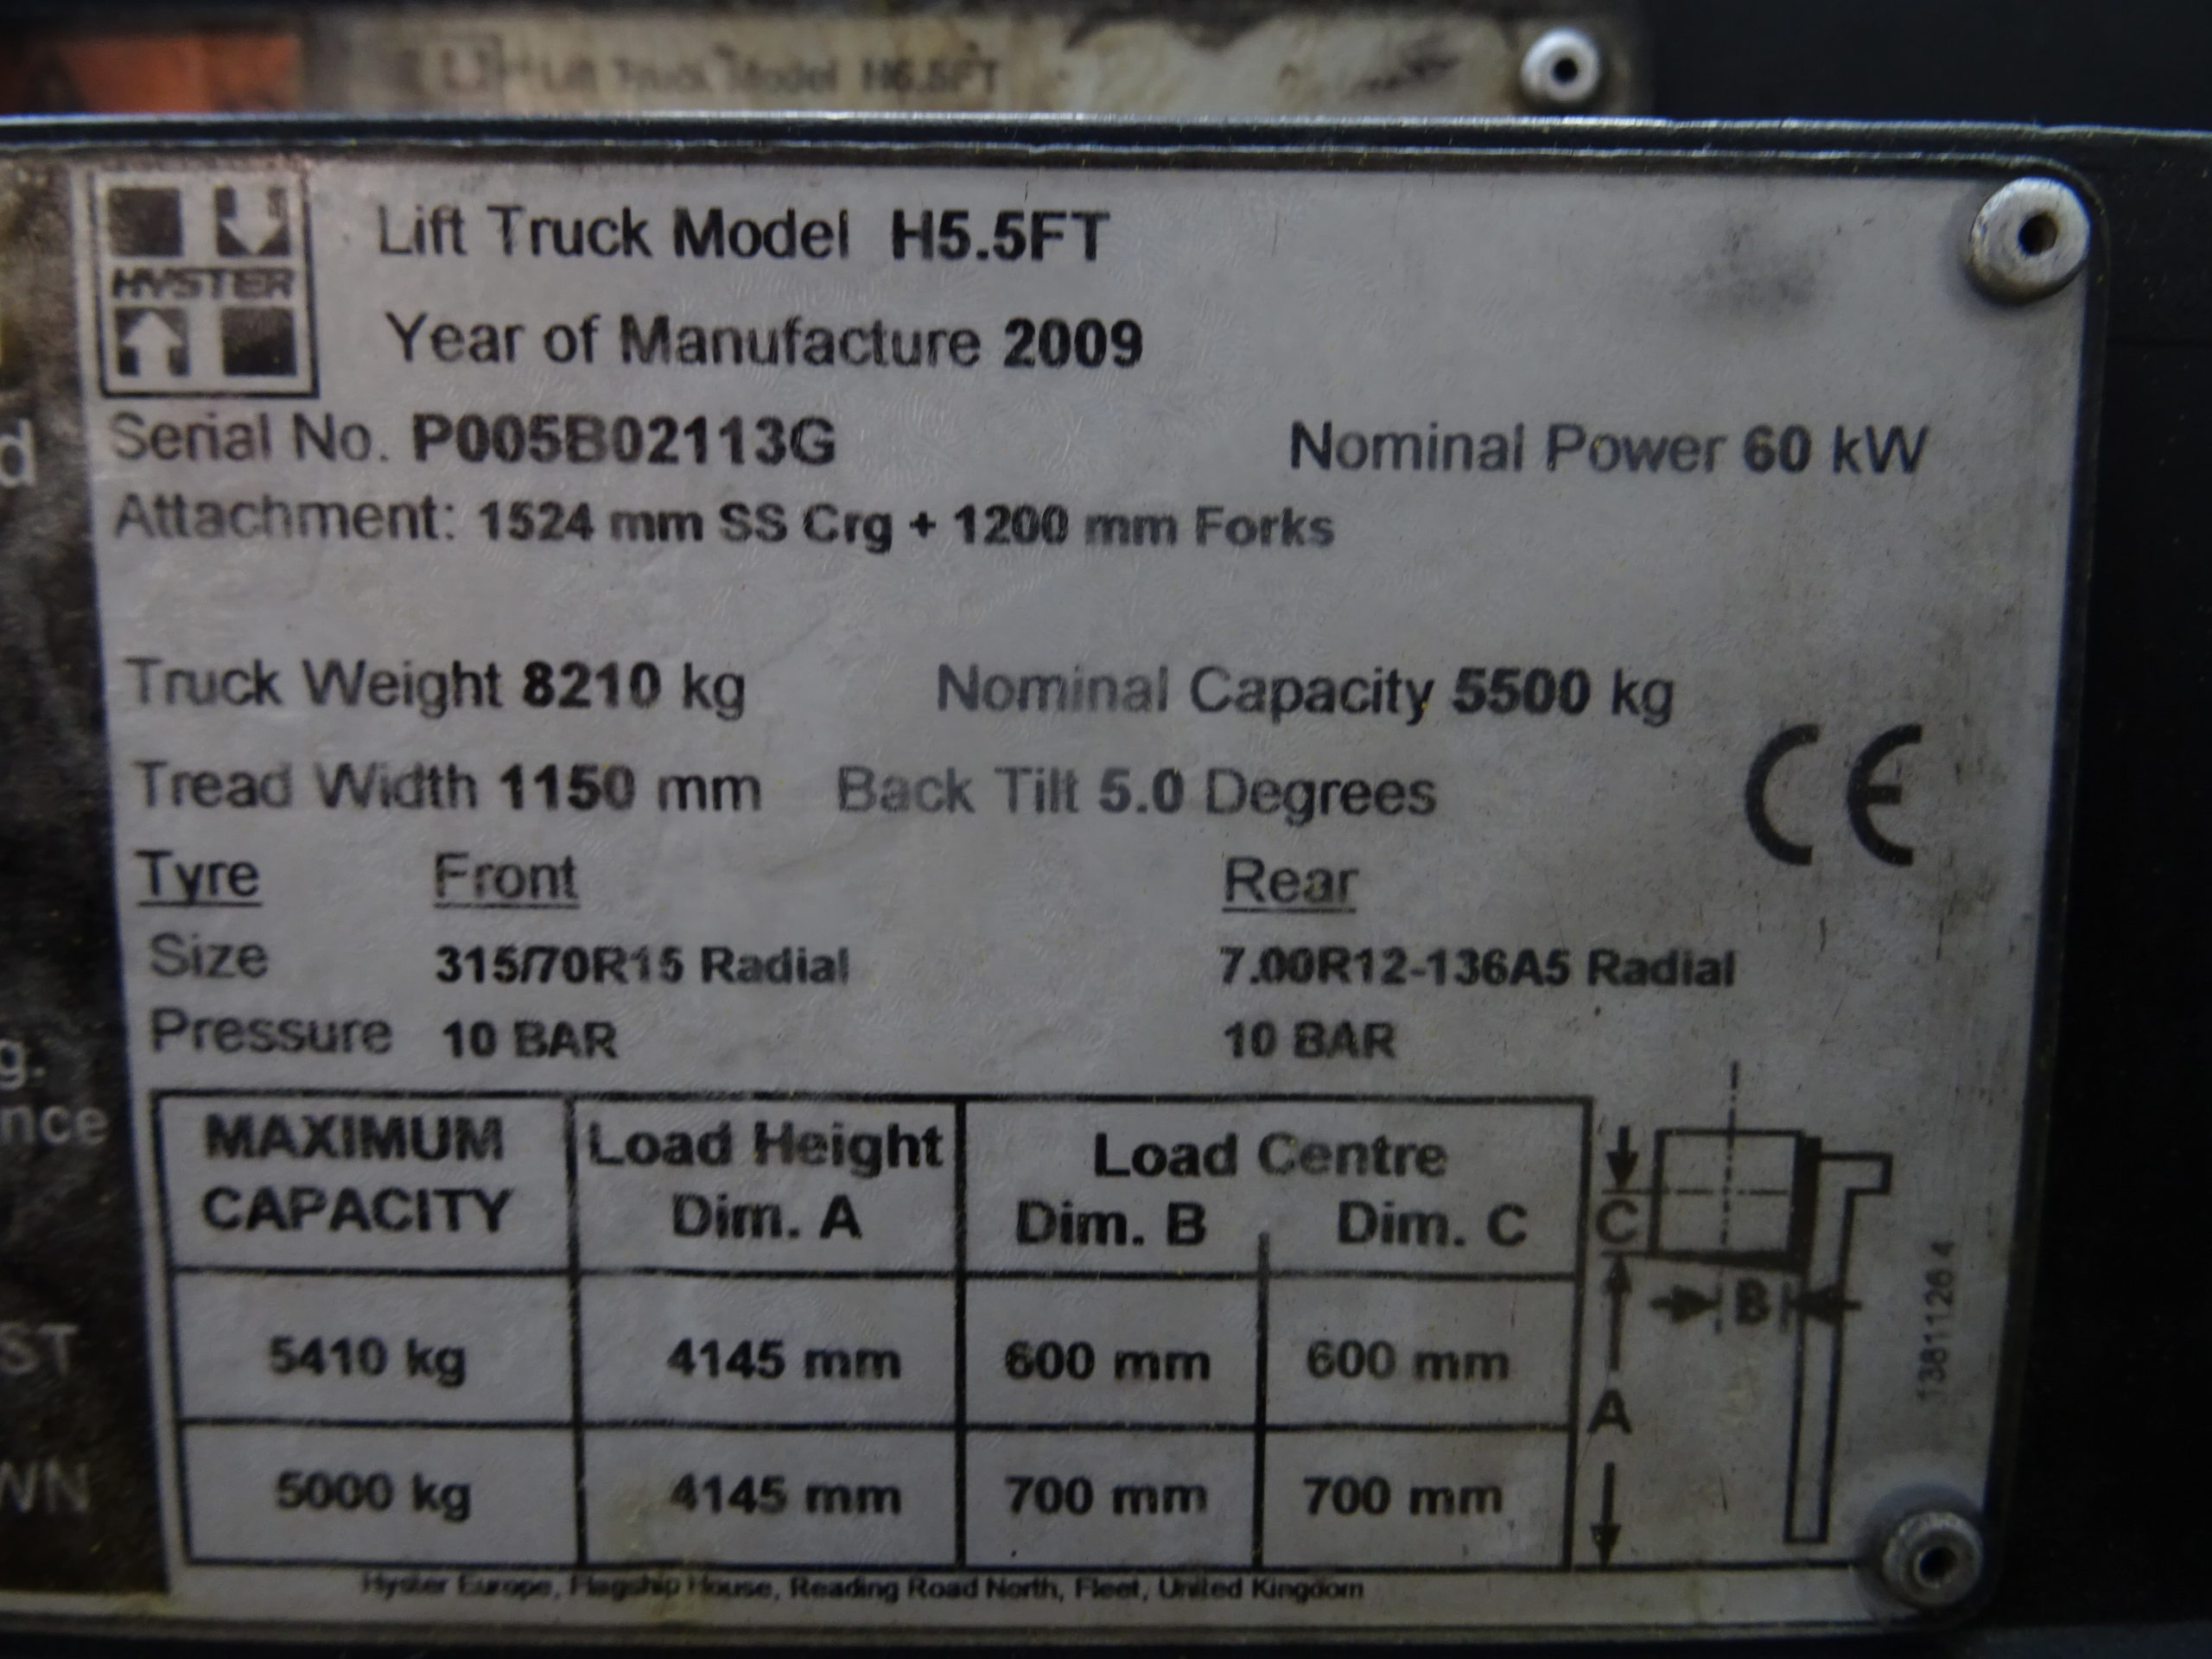 Lift Truck Model H6.5FT
HYSTER
Lift Truck Model H5.5FT
Year of Manufacture 2009
Serial No. P005B02113G Nominal Power 60 kW
Attachment: 1524 mm SS Crg + 1200 mm Forks
Truck Weight 8210 kg Nominal Capacity 5500 kg
Tread Width 1150 mm Back Tilt 5.0 Degrees
CE
Tyre Front Rear
Size 315/70R15 Radial 7.00R12-136A5 Radial
Pressure 10 BAR 10 BAR
MAXIMUM CAPACITY Load Height Dim. A Load Centre Dim. B Dim. C
5410 kg 4145 mm 600 mm 600 mm
5000 kg 4145 mm 700 mm 700 mm
C
B
A
1381126 4
Hyster Europe, Flagship House, Reading Road North, Fleet, United Kingdom
d
g.
nce
ST
WN